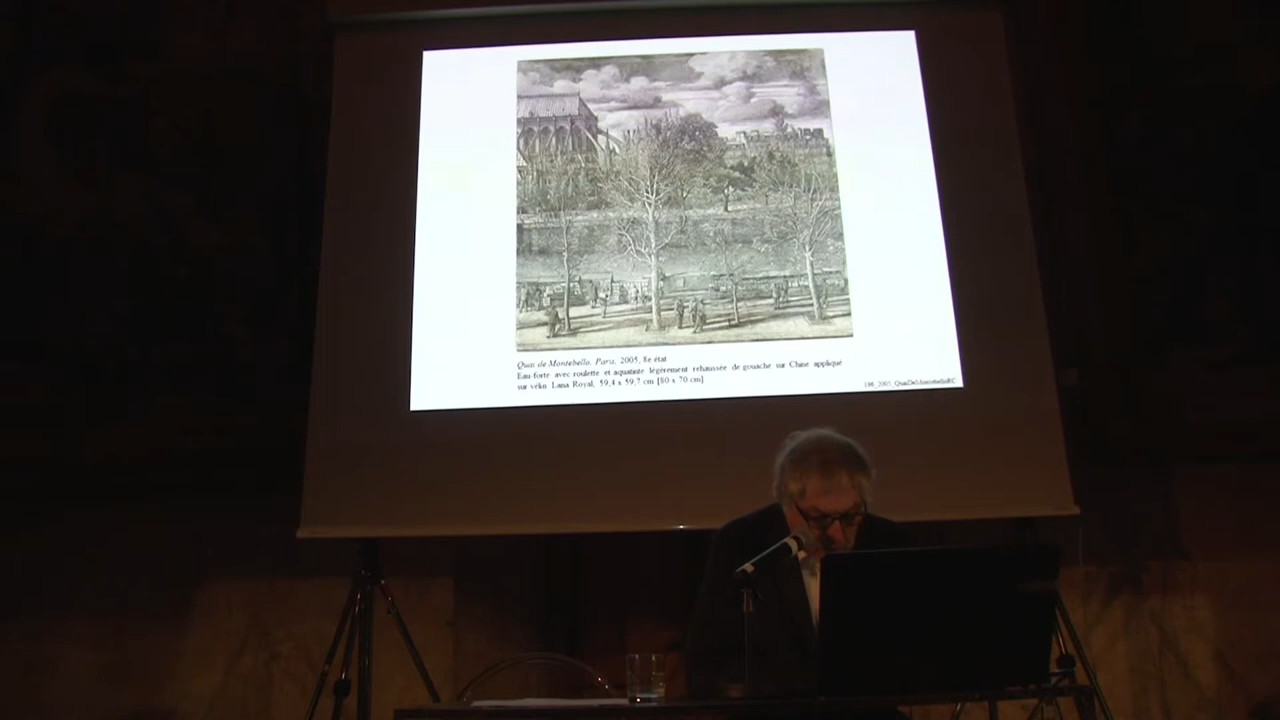 Quai de Montebello, Paris, 2005, 8e état
Eau-forte avec roulette et aquatinte légèrement rehaussée de gouache sur Chine appliqué
sur vélin Lana Royal, 59,4 x 59,7 cm [80 x 70 cm]